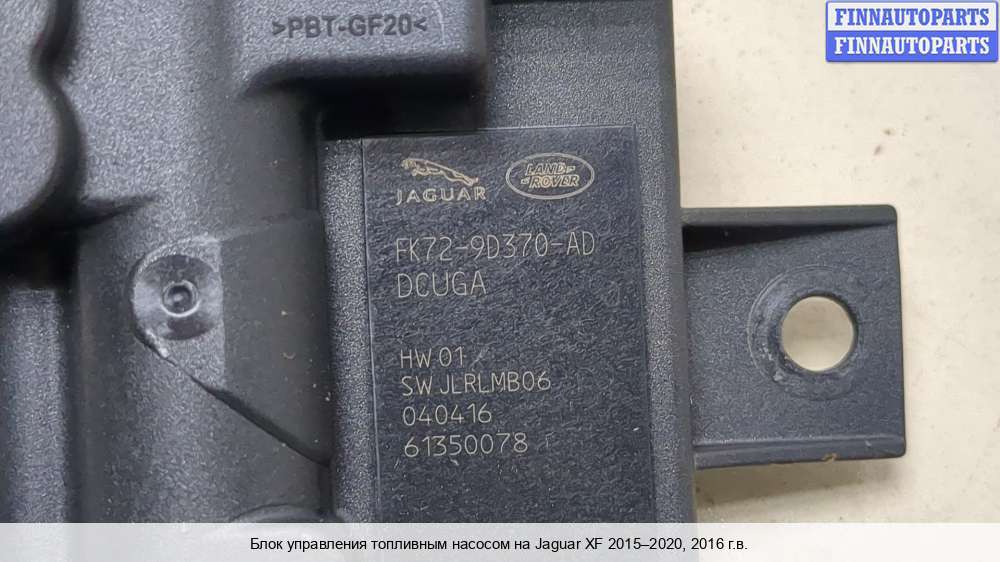 >PBT-GF20<
FINNAUTOPARTS
FINNAUTOPARTS
JAGUAR
LAND
ROVER
FK72-9D370-AD
DCUGA
HW.01
SW.JLRLMB06
040416
61350078
Блок управления топливным насосом на Jaguar XF 2015–2020, 2016 г.в.